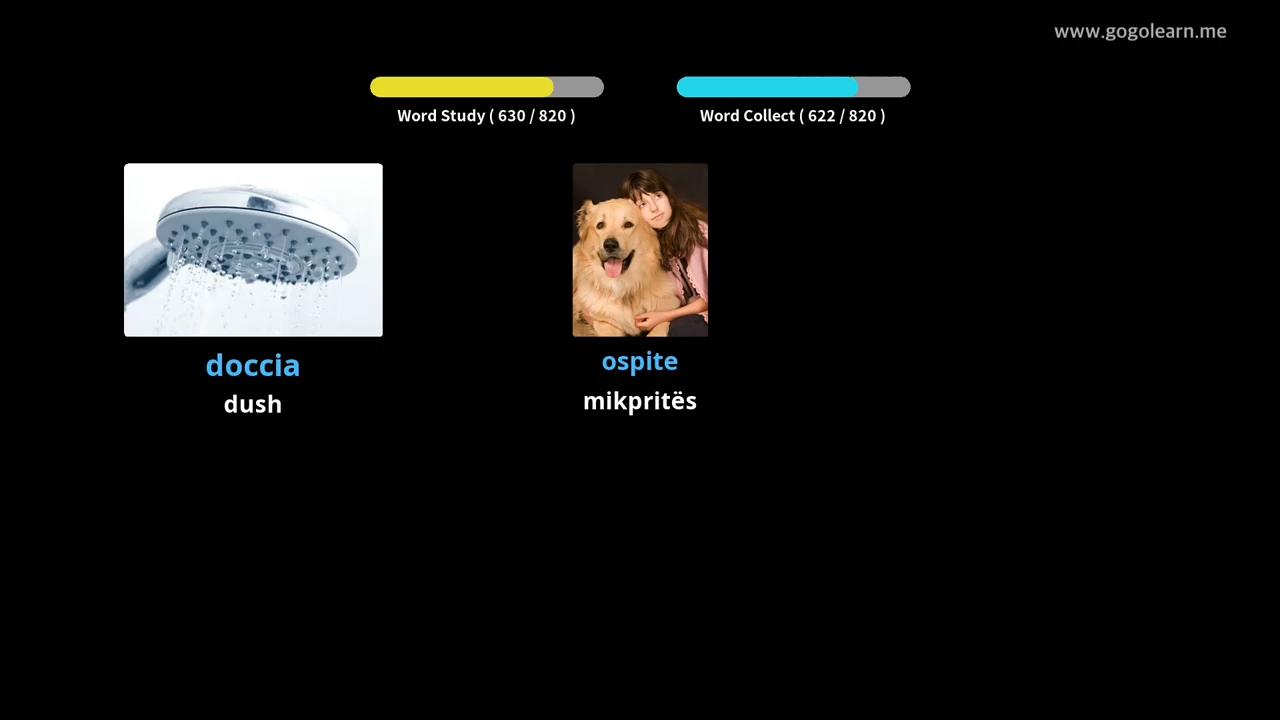 www.gogolearn.me
Word Study ( 630 / 820 )
Word Collect ( 622 / 820 )
doccia
dush
ospite
mikpritës